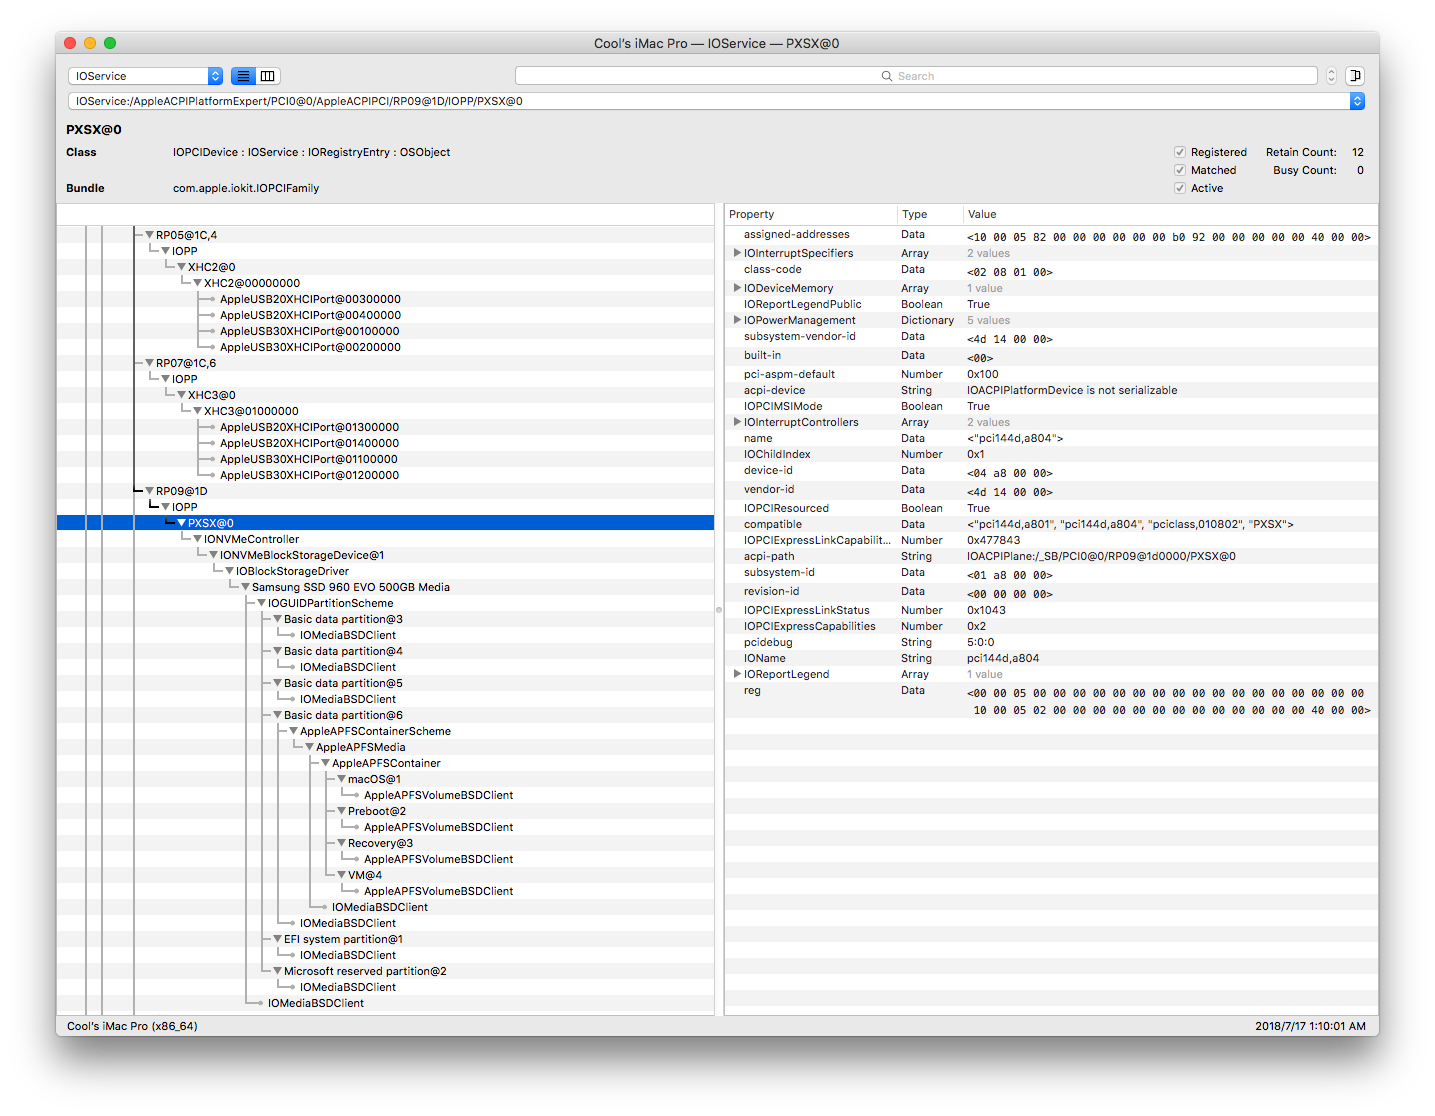 Cool's iMac Pro — IOService — PXSX@0
IOService
Search
IOService:/AppleACPIPlatformExpert/PCI0@0/AppleACPIPCI/RP09@1D/IOPP/PXSX@0
PXSX@0
Class IOPCIDevice : IOService : IORegistryEntry : OSObject
Registered Retain Count: 12
Matched Busy Count: 0
Bundle com.apple.iokit.IOPCIFamily
Active
RP05@1C,4
IOPP
XHC2@0
XHC2@00000000
AppleUSB20XHCIPort@00300000
AppleUSB20XHCIPort@00400000
AppleUSB30XHCIPort@00100000
AppleUSB30XHCIPort@00200000
RP07@1C,6
IOPP
XHC3@0
XHC3@01000000
AppleUSB20XHCIPort@01300000
AppleUSB20XHCIPort@01400000
AppleUSB30XHCIPort@01100000
AppleUSB30XHCIPort@01200000
RP09@1D
IOPP
PXSX@0
IONVMeController
IONVMeBlockStorageDevice@1
IOBlockStorageDriver
Samsung SSD 960 EVO 500GB Media
IOGUIDPartitionScheme
Basic data partition@3
IOMediaBSDClient
Basic data partition@4
IOMediaBSDClient
Basic data partition@5
IOMediaBSDClient
Basic data partition@6
AppleAPFSContainerScheme
AppleAPFSMedia
AppleAPFSContainer
macOS@1
AppleAPFSVolumeBSDClient
Preboot@2
AppleAPFSVolumeBSDClient
Recovery@3
AppleAPFSVolumeBSDClient
VM@4
AppleAPFSVolumeBSDClient
IOMediaBSDClient
IOMediaBSDClient
EFI system partition@1
IOMediaBSDClient
Microsoft reserved partition@2
IOMediaBSDClient
IOMediaBSDClient
Property Type Value
assigned-addresses Data <10 00 05 82 00 00 00 00 00 00 b0 92 00 00 00 00 00 40 00 00>
IOInterruptSpecifiers Array 2 values
class-code Data <02 08 01 00>
IODeviceMemory Array 1 value
IOReportLegendPublic Boolean True
IOPowerManagement Dictionary 5 values
subsystem-vendor-id Data <4d 14 00 00>
built-in Data <00>
pci-aspm-default Number 0x100
acpi-device String IOACPIPlatformDevice is not serializable
IOPCIMSIMode Boolean True
IOInterruptControllers Array 2 values
name Data <"pci144d,a804">
IOChildIndex Number 0x1
device-id Data <04 a8 00 00>
vendor-id Data <4d 14 00 00>
IOPCIResourced Boolean True
compatible Data <"pci144d,a801", "pci144d,a804", "pciclass,010802", "PXSX">
IOPCIExpressLinkCapabilit... Number 0x477843
acpi-path String IOACPIPlane:/_SB/PCI0@0/RP09@1d0000/PXSX@0
subsystem-id Data <01 a8 00 00>
revision-id Data <00 00 00 00>
IOPCIExpressLinkStatus Number 0x1043
IOPCIExpressCapabilities Number 0x2
pcidebug String 5:0:0
IOName String pci144d,a804
IOReportLegend Array 1 value
reg Data <00 00 05 00 00 00 00 00 00 00 00 00 00 00 00 00 00 00 00 00
10 00 05 02 00 00 00 00 00 00 00 00 00 00 00 00 00 40 00 00>
Cool's iMac Pro (x86_64)
2018/7/17 1:10:01 AM